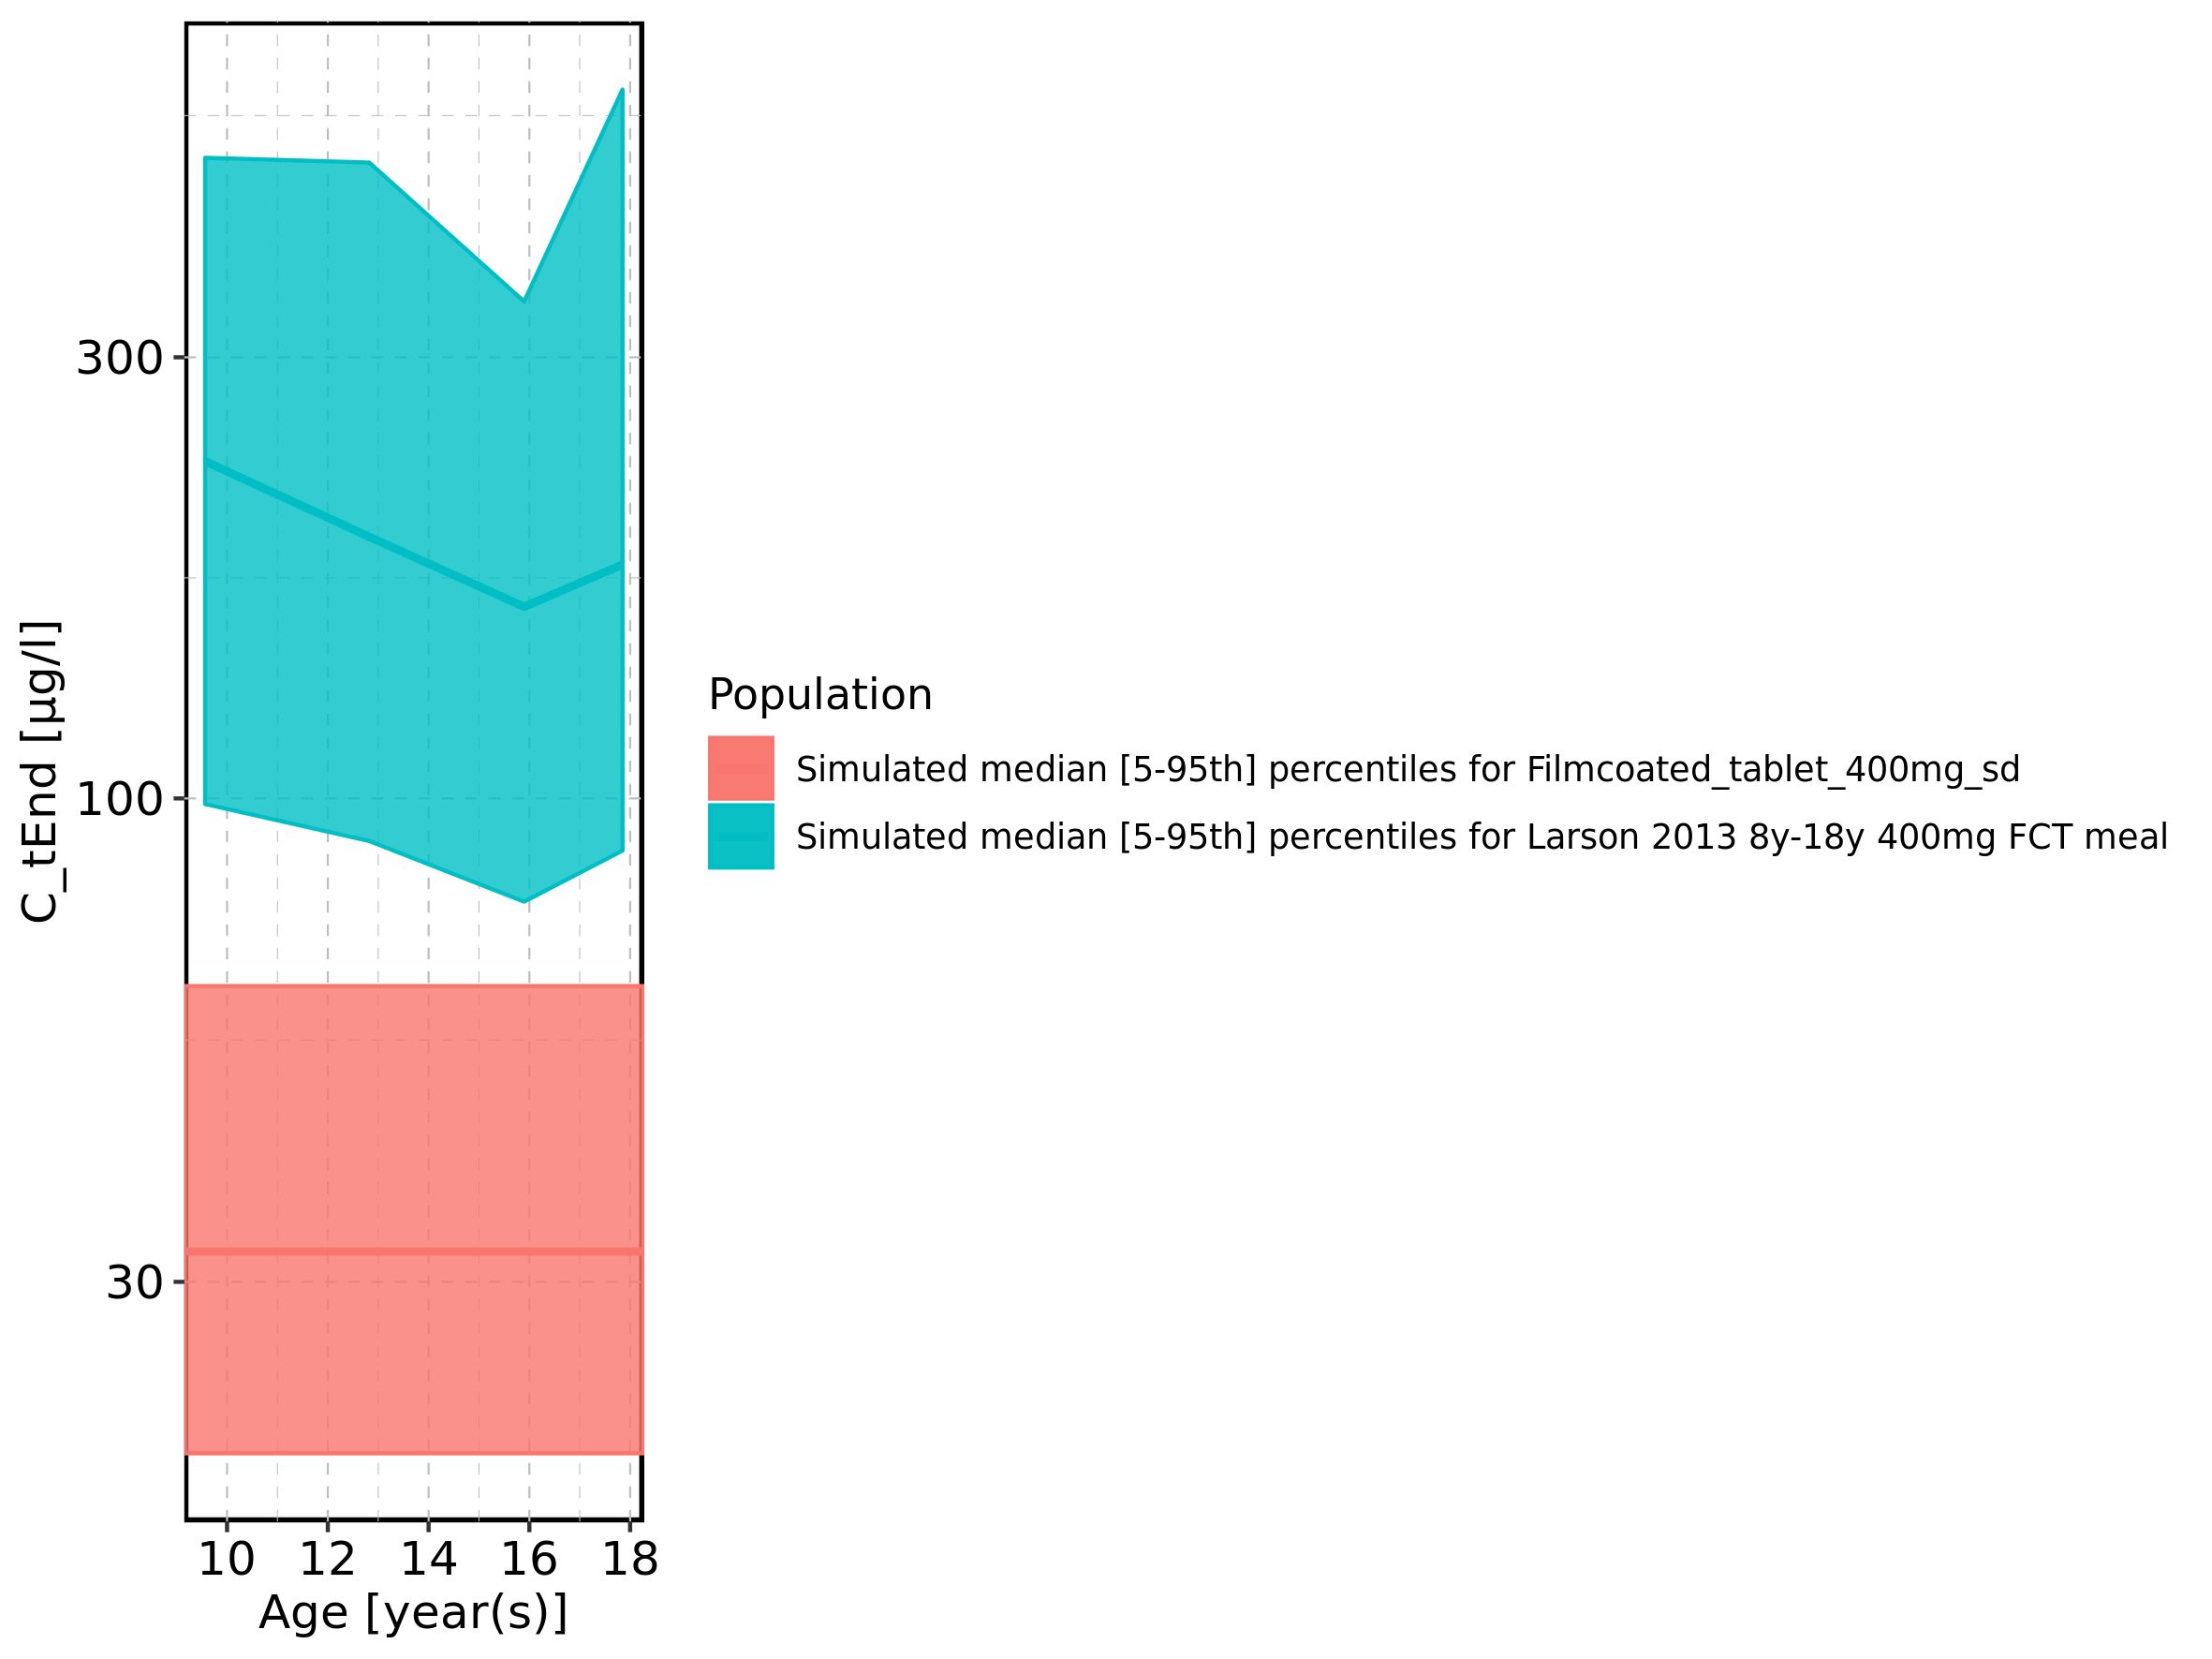 300
100
30
C_tEnd [µg/l]
10 12 14 16 18
Age [year(s)]
Population
Simulated median [5-95th] percentiles for Filmcoated_tablet_400mg_sd
Simulated median [5-95th] percentiles for Larson 2013 8y-18y 400mg FCT meal